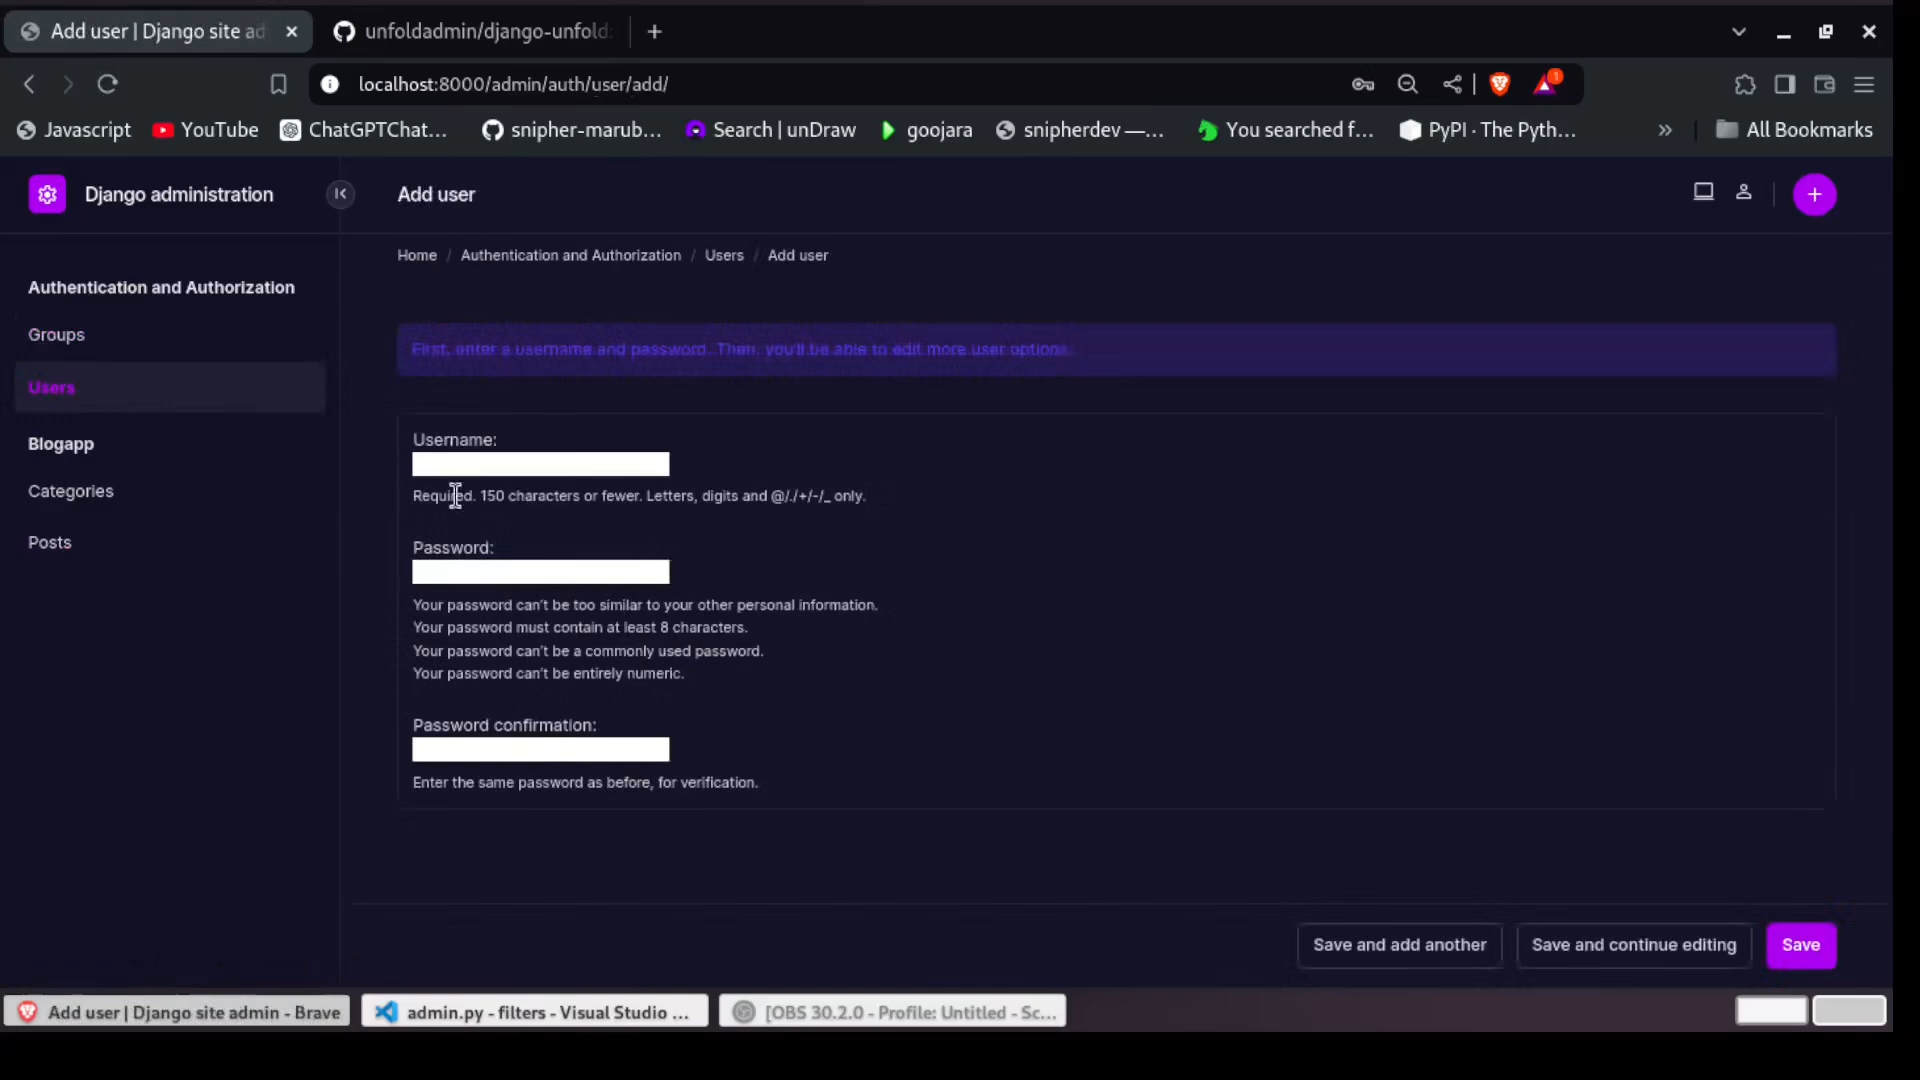 Add user | Django site ad
unfoldadmin/django-unfold
localhost:8000/admin/auth/user/add/
1
Javascript
YouTube
ChatGPTChat...
snipher-marub...
Search | unDraw
goojara
snipherdev —...
You searched f...
PyPI · The Pyth...
All Bookmarks
Django administration
Add user
Home / Authentication and Authorization / Users / Add user
Authentication and Authorization
Groups
Users
Blogapp
Categories
Posts
First, enter a username and password. Then, you'll be able to edit more user options.
Username:
Required. 150 characters or fewer. Letters, digits and @/./+/-/_ only.
Password:
Your password can't be too similar to your other personal information.
Your password must contain at least 8 characters.
Your password can't be a commonly used password.
Your password can't be entirely numeric.
Password confirmation:
Enter the same password as before, for verification.
Save and add another
Save and continue editing
Save
Add user | Django site admin - Brave
admin.py - filters - Visual Studio ...
[OBS 30.2.0 - Profile: Untitled - Sc...